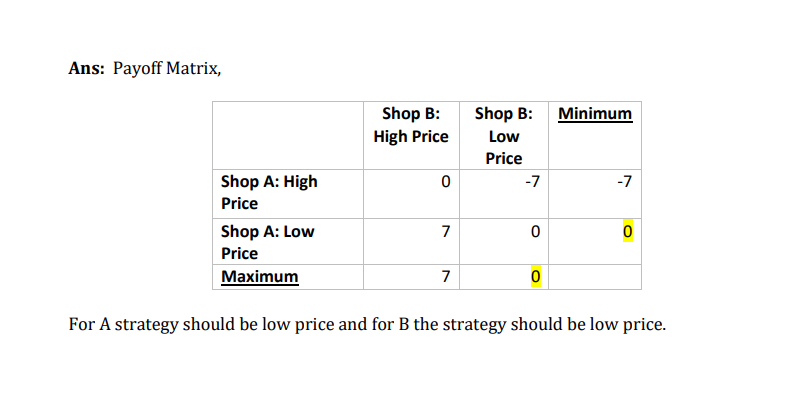 Ans: Payoff Matrix,
Shop B: High Price
Shop B: Low Price
Minimum
Shop A: High Price
0
-7
-7
Shop A: Low Price
7
0
0
Maximum
7
0
For A strategy should be low price and for B the strategy should be low price.